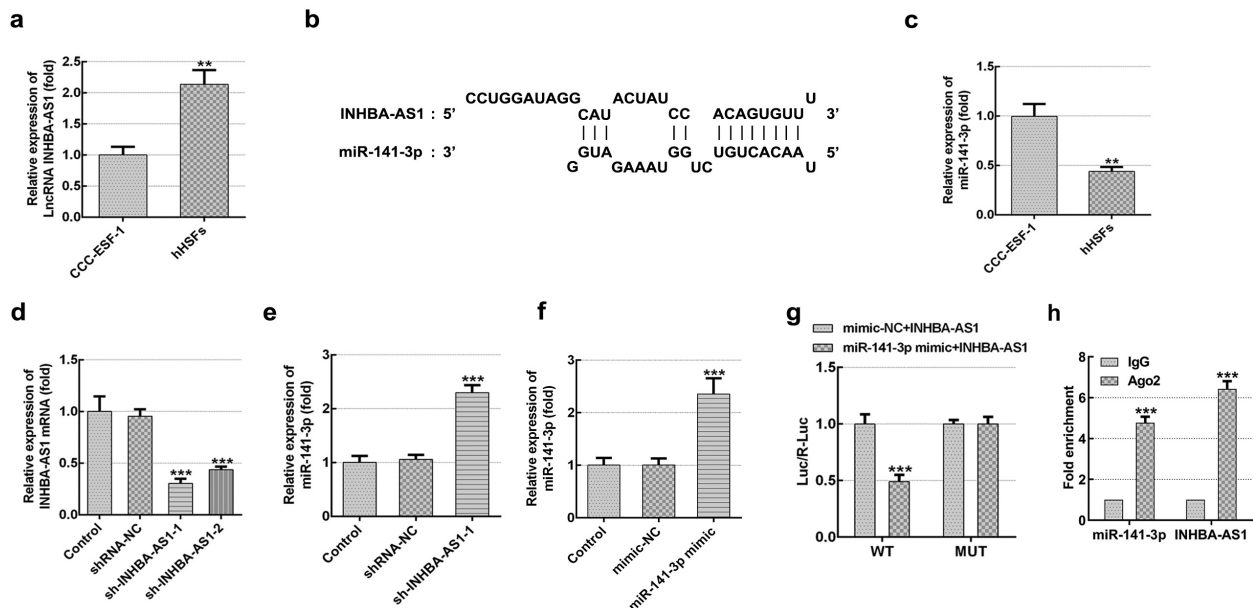 a
Relative expression of
LncRNA INHBA-AS1 (fold)
2.5
2.0
1.5
1.0
0.5
0.0
**
CCC-ESF-1
hHSFs
b
CCUGGAUAGG ACUAU U
INHBA-AS1 : 5’ CAU CC ACAGUGUU 3’
miR-141-3p : 3’ GUA GG UGUCACAA 5’
G GAAAU UC U
c
Relative expression of
miR-141-3p (fold)
1.5
1.0
0.5
0.0
**
CCC-ESF-1
hHSFs
d
Relative expression of
INHBA-AS1 mRNA (fold)
1.5
1.0
0.5
0.0
***
***
Control
shRNA-NC
sh-INHBA-AS1-1
sh-INHBA-AS1-2
e
Relative expression of
miR-141-3p (fold)
3
2
1
0
***
Control
shRNA-NC
sh-INHBA-AS1-1
f
Relative expression of
miR-141-3p (fold)
3
2
1
0
***
Control
mimic-NC
miR-141-3p mimic
g
mimic-NC+INHBA-AS1
miR-141-3p mimic+INHBA-AS1
Luc/R-Luc
1.5
1.0
0.5
0.0
***
WT
MUT
h
IgG
Ago2
Fold enrichment
8
6
4
2
0
***
***
miR-141-3p
INHBA-AS1